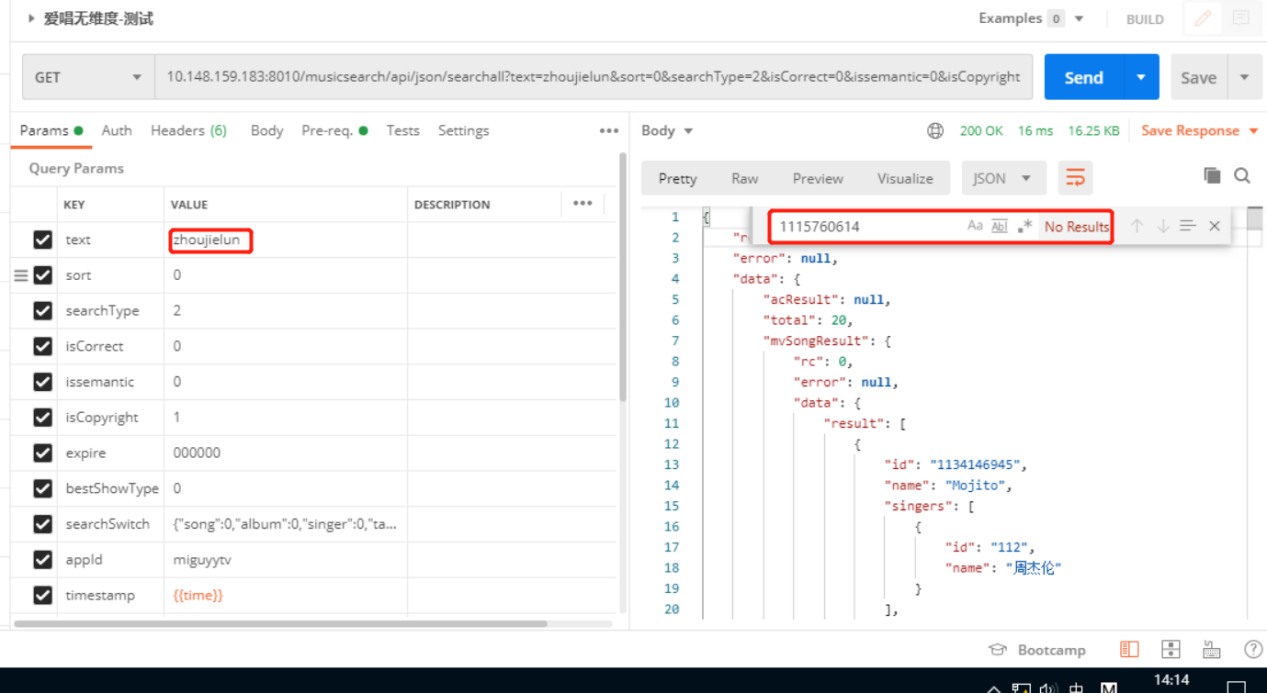 爱唱无维度-测试
Examples 0
BUILD
GET
10.148.159.183:8010/musicsearch/api/json/searchall?text=zhoujielun&sort=0&searchType=2&isCorrect=0&issemantic=0&isCopyright
Send
Save
Params Auth Headers (6) Body Pre-req. Tests Settings •••
Body
200 OK 16 ms 16.25 KB Save Response
Query Params
Pretty Raw Preview Visualize JSON
KEY VALUE DESCRIPTION •••
text zhoujielun
sort 0
searchType 2
isCorrect 0
issemantic 0
isCopyright 1
expire 000000
bestShowType 0
searchSwitch {"song":0,"album":0,"singer":0,"ta...
appId miguyytv
timestamp {{time}}
1115760614 Aa Abl .* No Results
1 {
2 "r
3 "error": null,
4 "data": {
5 "acResult": null,
6 "total": 20,
7 "mvSongResult": {
8 "rc": 0,
9 "error": null,
10 "data": {
11 "result": [
12 {
13 "id": "1134146945",
14 "name": "Mojito",
15 "singers": [
16 {
17 "id": "112",
18 "name": "周杰伦"
19 }
20 ],
Bootcamp
中 M 14:14